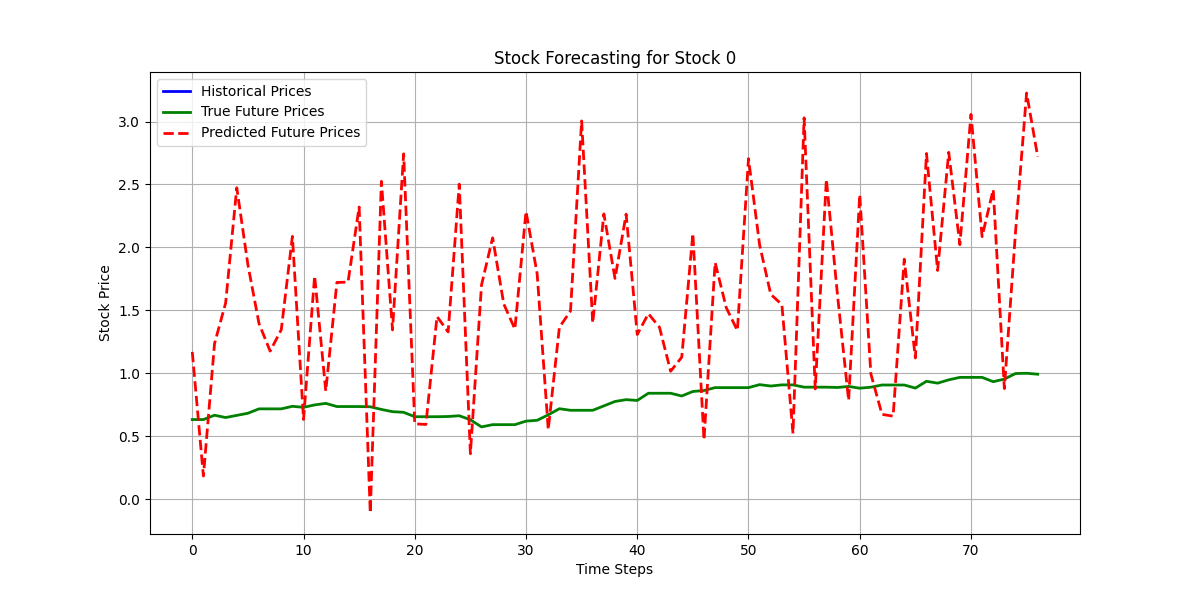 Stock Forecasting for Stock 0
Historical Prices
True Future Prices
Predicted Future Prices
Stock Price
3.0
2.5
2.0
1.5
1.0
0.5
0.0
0 10 20 30 40 50 60 70
Time Steps